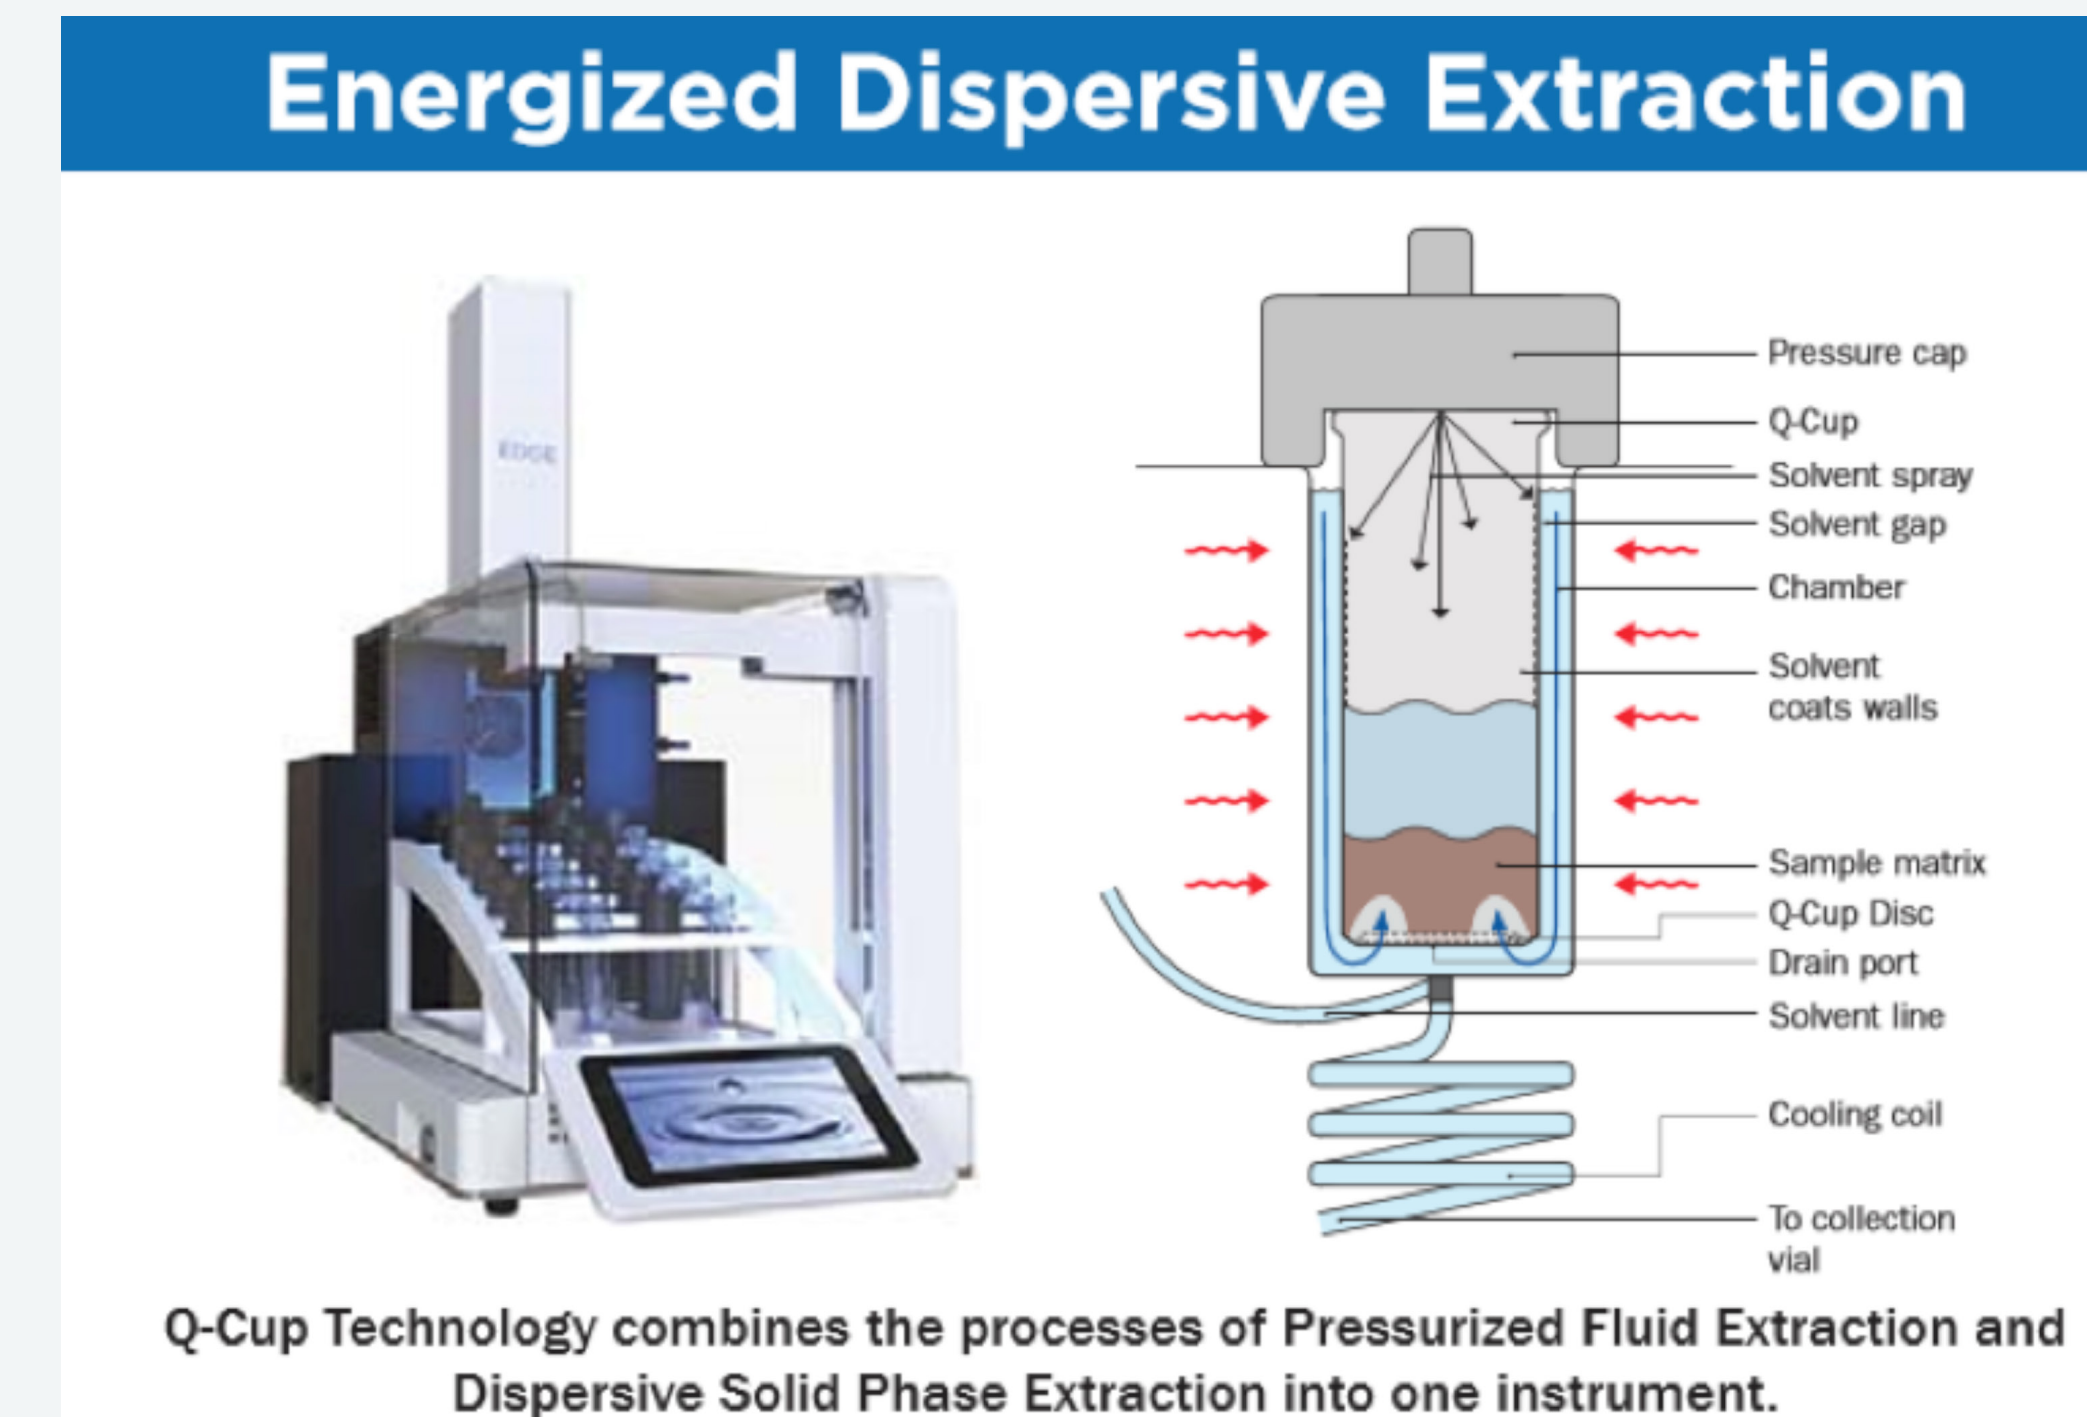 Energized Dispersive Extraction
EDGE
Pressure cap
Q-Cup
Solvent spray
Solvent gap
Chamber
Solvent
coats walls
Sample matrix
Q-Cup Disc
Drain port
Solvent line
Cooling coil
To collection
vial
Q-Cup Technology combines the processes of Pressurized Fluid Extraction and
Dispersive Solid Phase Extraction into one instrument.